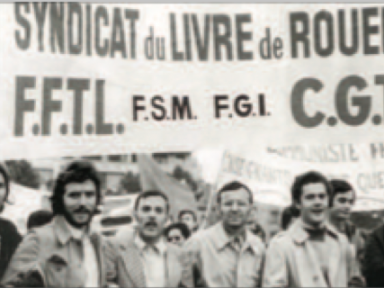 SYNDICAT du LIVRE de ROUE
F.F.T.L. F.S.M. F.G.I. C.G.T